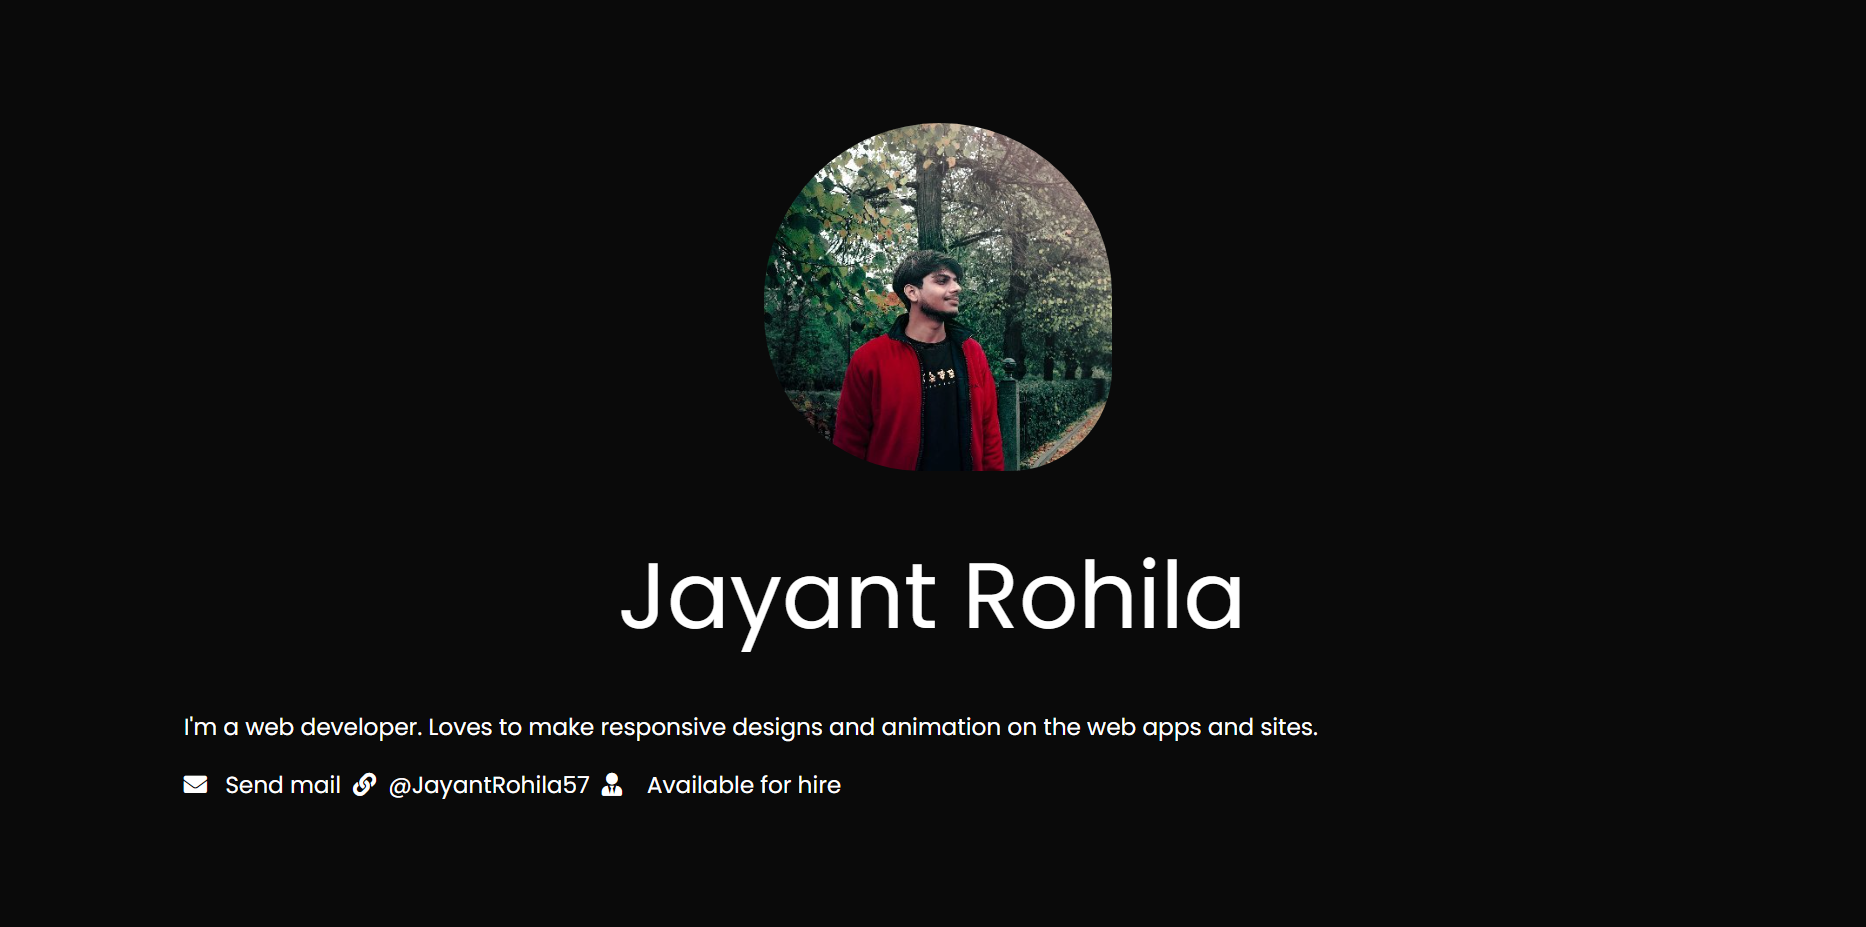 Jayant Rohila
I'm a web developer. Loves to make responsive designs and animation on the web apps and sites.
Send mail @JayantRohila57 Available for hire